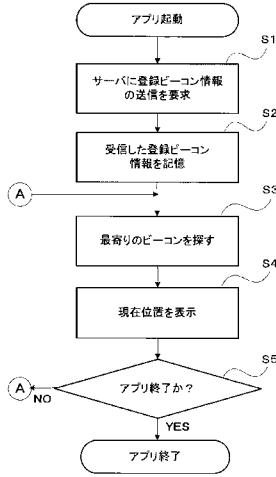 アプリ起動
S1
サーバに登録ビーコン情報
の送信を要求
S2
受信した登録ビーコン
情報を記憶
A
S3
最寄りのビーコンを探す
S4
現在位置を表示
S5
アプリ終了か?
A
NO
YES
アプリ終了